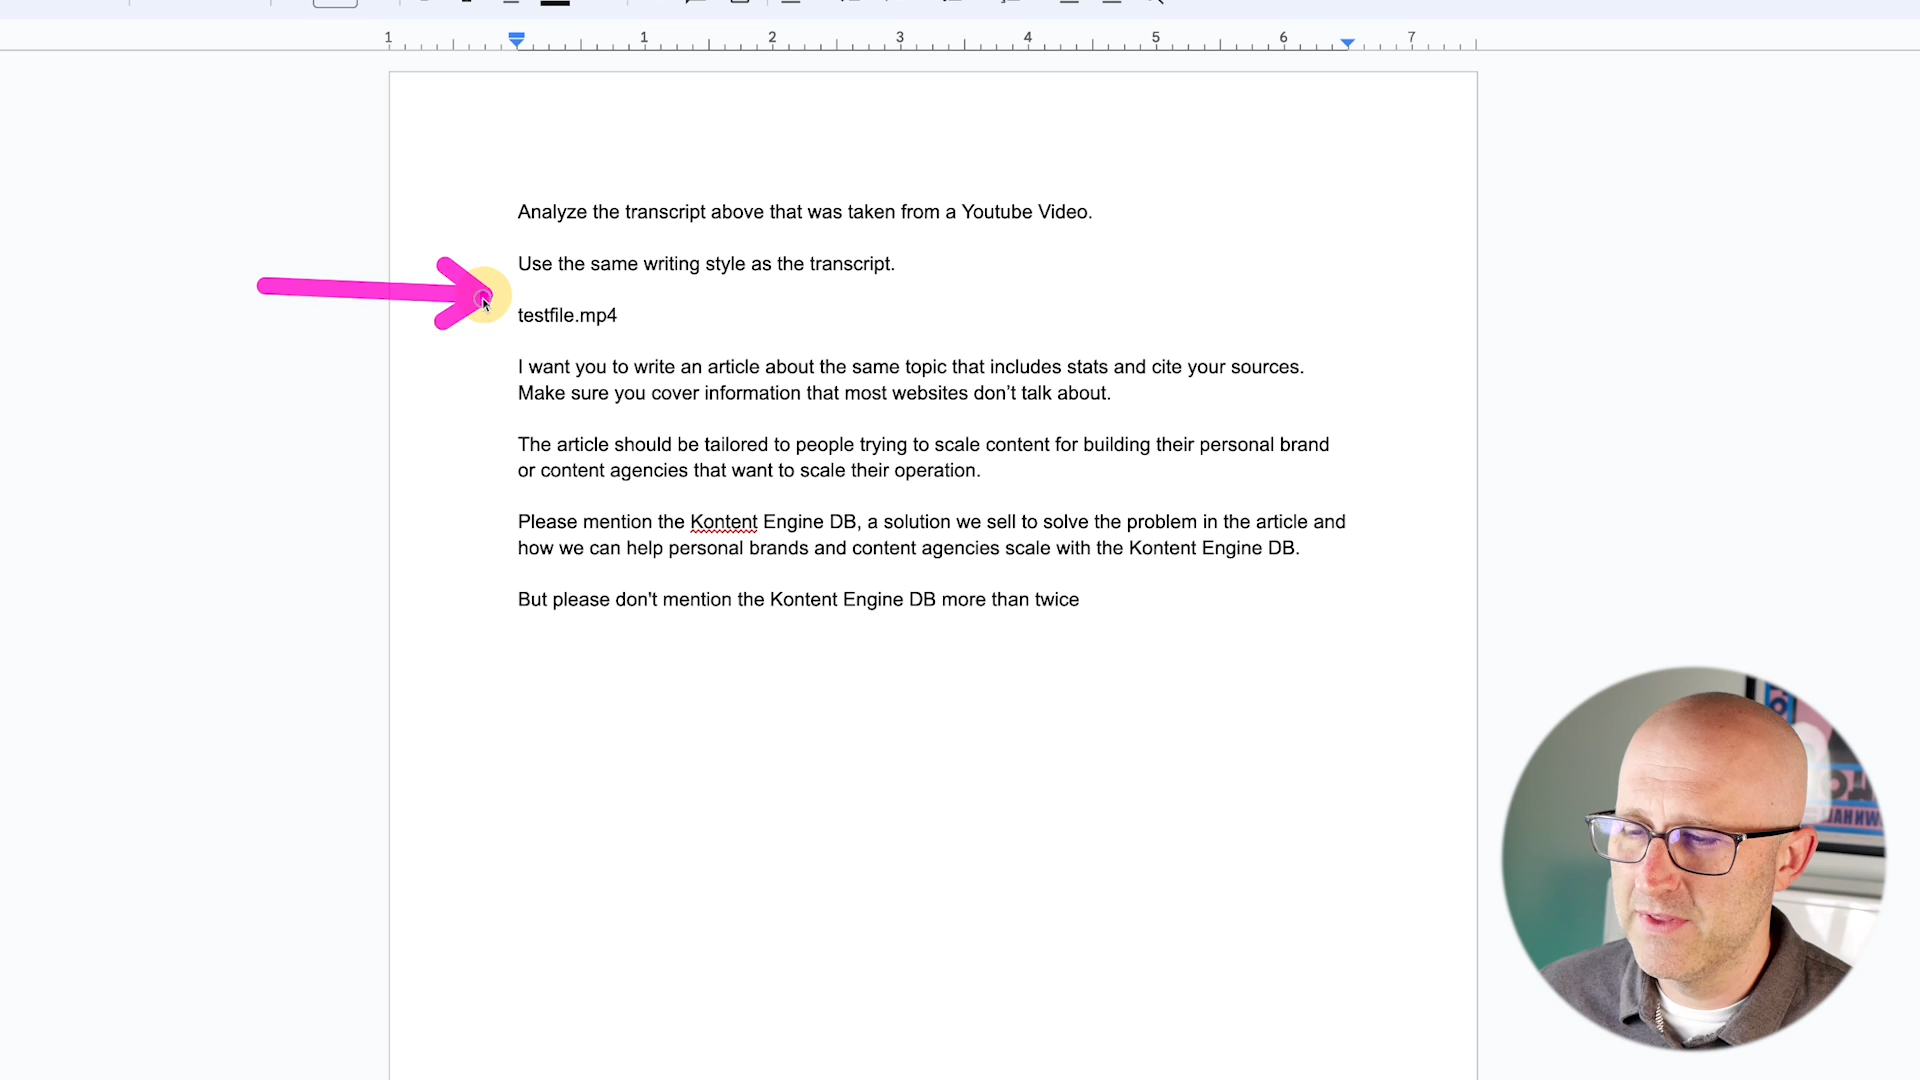 1 1 2 3 4 5 6 7
Analyze the transcript above that was taken from a Youtube Video.
Use the same writing style as the transcript.
testfile.mp4
I want you to write an article about the same topic that includes stats and cite your sources.
Make sure you cover information that most websites don’t talk about.
The article should be tailored to people trying to scale content for building their personal brand
or content agencies that want to scale their operation.
Please mention the Kontent Engine DB, a solution we sell to solve the problem in the article and
how we can help personal brands and content agencies scale with the Kontent Engine DB.
But please don't mention the Kontent Engine DB more than twice